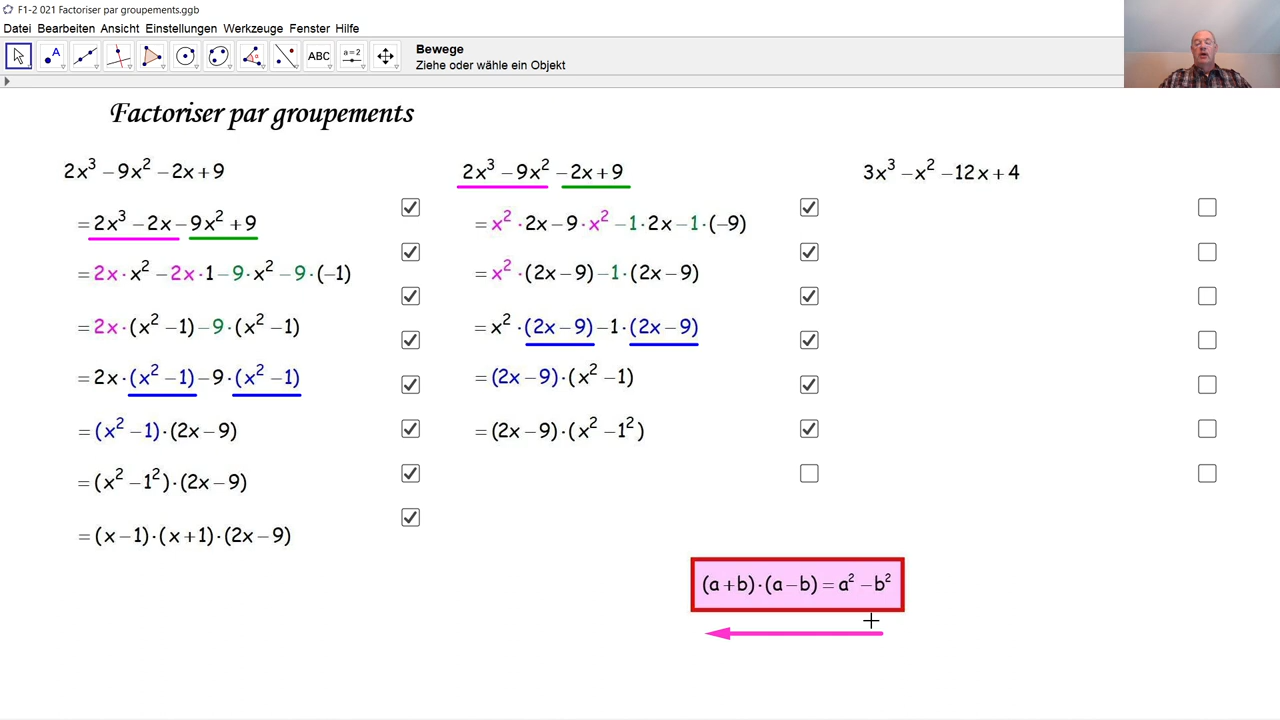 F1-2 021 Factoriser par groupements.ggb
Datei Bearbeiten Ansicht Einstellungen Werkzeuge Fenster Hilfe
A
ABC
a=2
Bewege
Ziehe oder wähle ein Objekt
Factoriser par groupements
2x³ − 9x² − 2x + 9
= 2x³ − 2x − 9x² + 9
= 2x · x² − 2x · 1 − 9 · x² − 9 · (−1)
= 2x · (x² − 1) − 9 · (x² − 1)
= 2x · (x² − 1) − 9 · (x² − 1)
= (x² − 1) · (2x − 9)
= (x² − 1²) · (2x − 9)
= (x − 1) · (x + 1) · (2x − 9)
2x³ − 9x² − 2x + 9
= x² · 2x − 9 · x² − 1 · 2x − 1 · (−9)
= x² · (2x − 9) − 1 · (2x − 9)
= x² · (2x − 9) − 1 · (2x − 9)
= (2x − 9) · (x² − 1)
= (2x − 9) · (x² − 1²)
(a + b) · (a − b) = a² − b²
3x³ − x² − 12x + 4